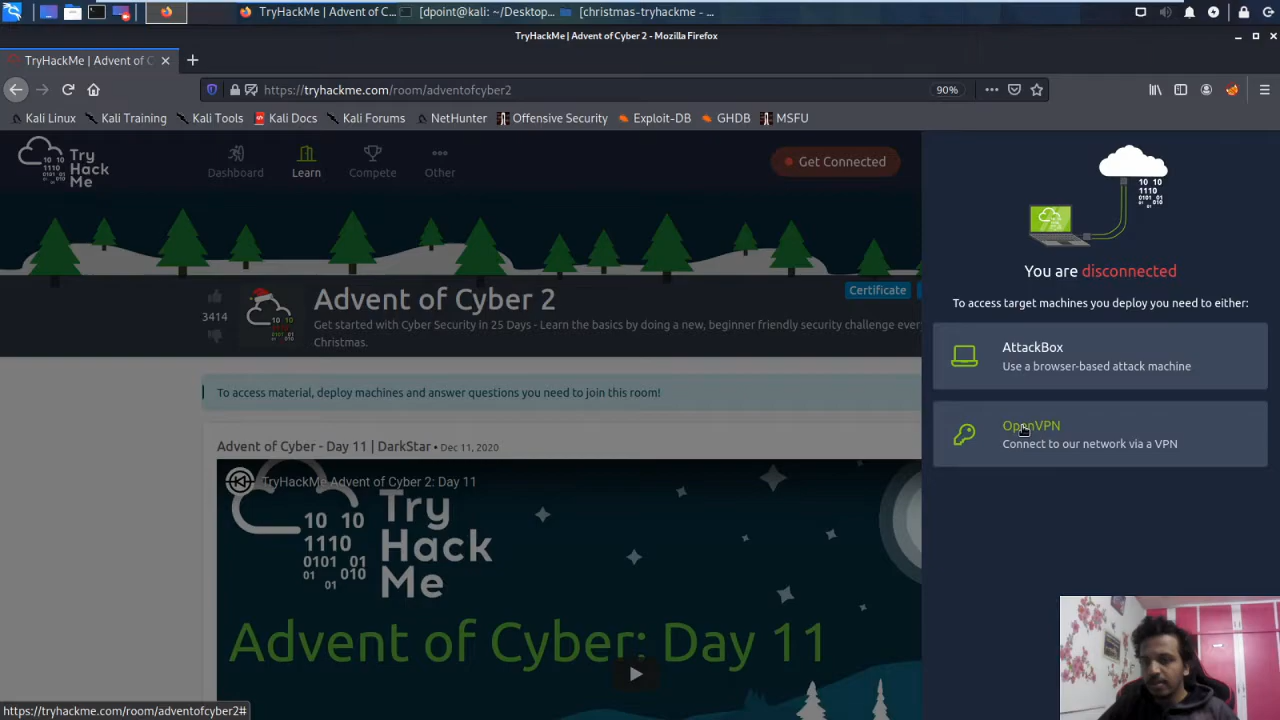 TryHackMe | Advent of C...
[dpoint@kali: ~/Desktop...
[christmas-tryhackme - ...
TryHackMe | Advent of Cyber 2 - Mozilla Firefox
TryHackMe | Advent of C
https://tryhackme.com/room/adventofcyber2
90%
Kali Linux
Kali Training
Kali Tools
Kali Docs
Kali Forums
NetHunter
Offensive Security
Exploit-DB
GHDB
MSFU
Try
Hack
Me
Dashboard
Learn
Compete
Other
Get Connected
3414
Advent of Cyber 2
Get started with Cyber Security in 25 Days - Learn the basics by doing a new, beginner friendly security challenge eve
Christmas.
Certificate
To access material, deploy machines and answer questions you need to join this room!
Advent of Cyber - Day 11 | DarkStar • Dec 11, 2020
TryHackMe Advent of Cyber 2: Day 11
10 10
1110
0101 01
01 010
01
Try
Hack
Me
Advent of Cyber: Day 11
You are disconnected
To access target machines you deploy you need to either:
AttackBox
Use a browser-based attack machine
OpenVPN
Connect to our network via a VPN
https://tryhackme.com/room/adventofcyber2#